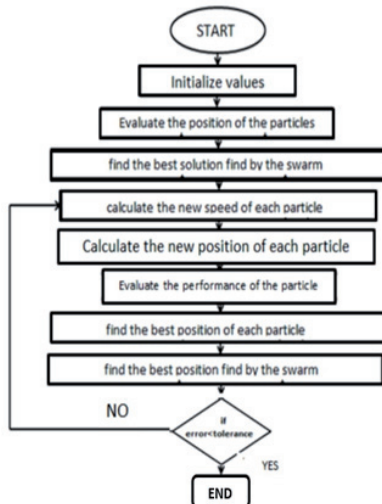 START
Initialize values
Evaluate the position of the particles
find the best solution find by the swarm
calculate the new speed of each particle
Calculate the new position of each particle
Evaluate the performance of the particle
find the best position of each particle
find the best position find by the swarm
NO
if
error<tolerance
YES
END